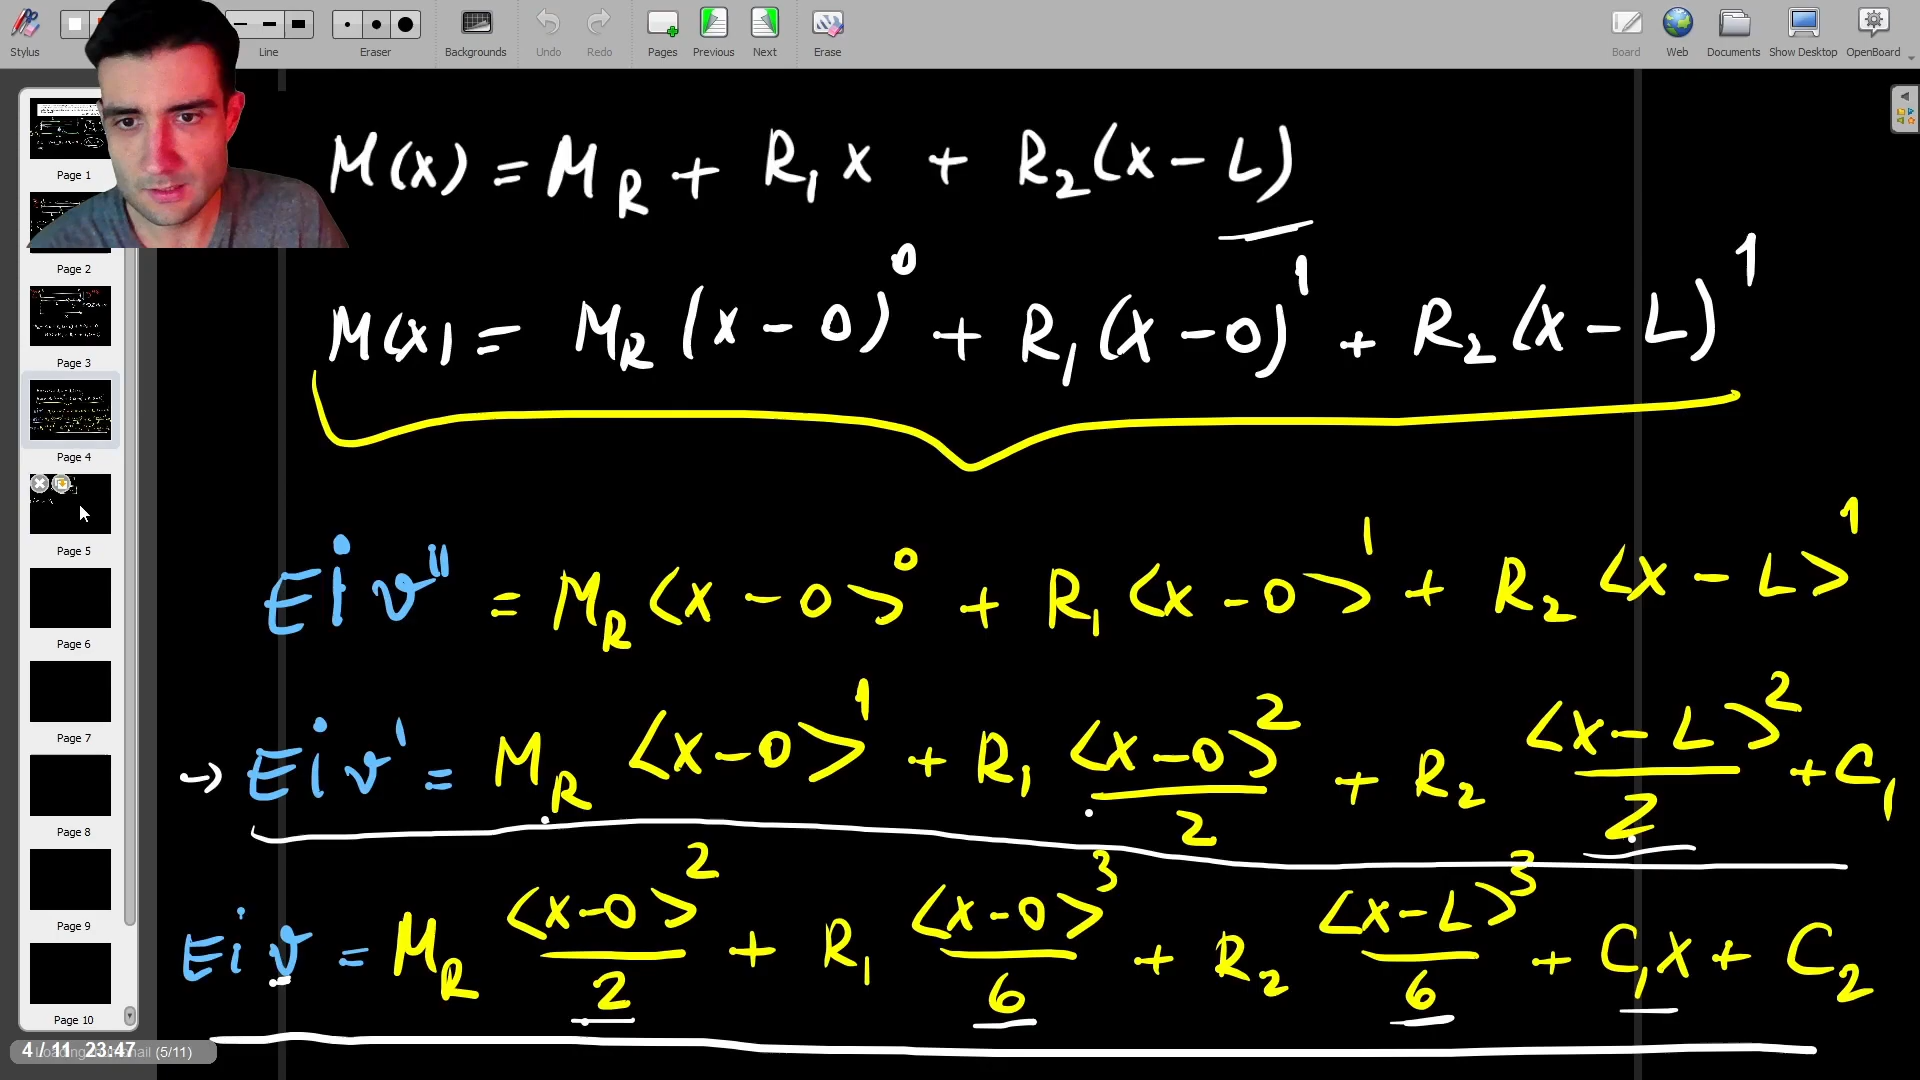 Stylus
Line
Eraser
Backgrounds
Undo
Redo
Pages
Previous
Next
Erase
Board
Web
Documents
Show Desktop
OpenBoard
Page 1
Page 2
Page 3
Page 4
Page 5
Page 6
Page 7
Page 8
Page 9
Page 10
M(x) = M_R + R_1 x + R_2 (x - L)
M(x) = M_R (x - 0)^0 + R_1 (x - 0)^1 + R_2 (x - L)^1
Eiv'' = M_R <x - 0>^0 + R_1 <x - 0>^1 + R_2 <x - L>^1
→ Eiv' = M_R <x - 0>^1 + R_1 <x - 0>^2/2 + R_2 <x - L>^2/2 + C_1
Eiv = M_R <x - 0>^2/2 + R_1 <x - 0>^3/6 + R_2 <x - L>^3/6 + C_1 x + C_2
4 / 11 23:47
(5/11)